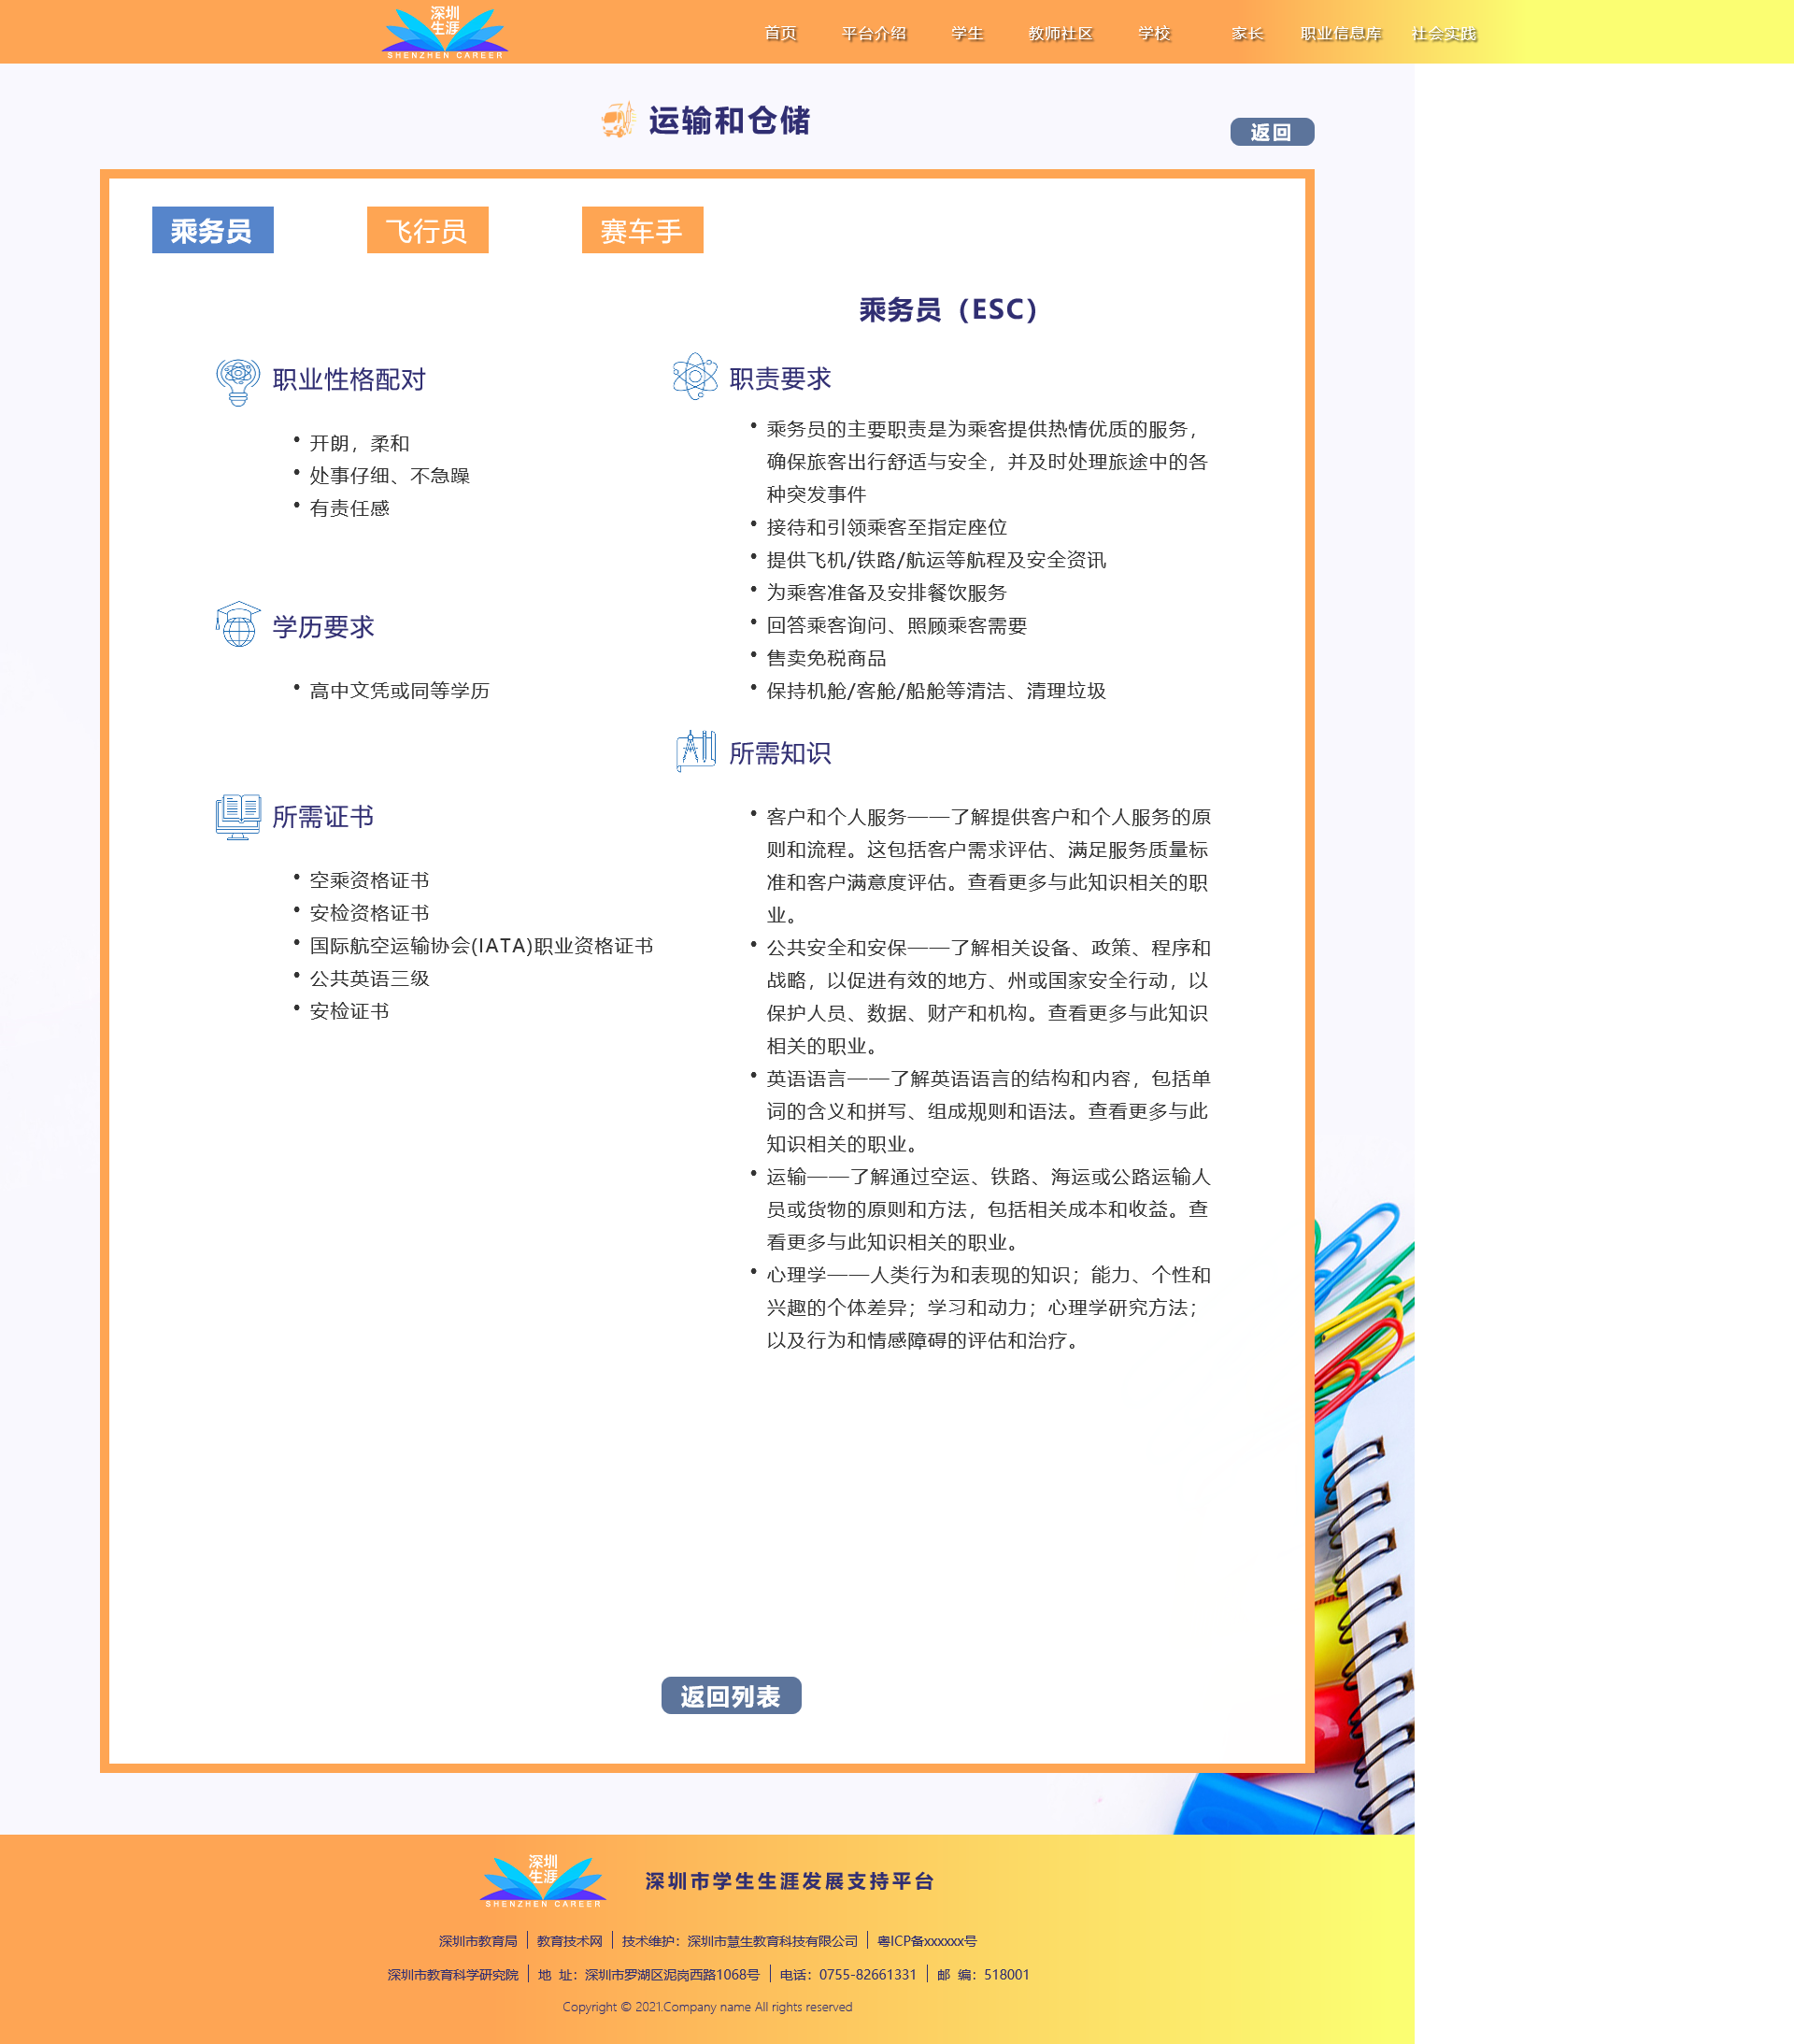 深圳
生涯
SHENZHEN CAREER
首页 平台介绍 学生 教师社区 学校 家长 职业信息库 社会实践
运输和仓储
返回
乘务员 飞行员 赛车手
乘务员（ESC）
职业性格配对
• 开朗，柔和
• 处事仔细、不急躁
• 有责任感
学历要求
• 高中文凭或同等学历
所需证书
• 空乘资格证书
• 安检资格证书
• 国际航空运输协会(IATA)职业资格证书
• 公共英语三级
• 安检证书
职责要求
• 乘务员的主要职责是为乘客提供热情优质的服务，
确保旅客出行舒适与安全，并及时处理旅途中的各
种突发事件
• 接待和引领乘客至指定座位
• 提供飞机/铁路/航运等航程及安全资讯
• 为乘客准备及安排餐饮服务
• 回答乘客询问、照顾乘客需要
• 售卖免税商品
• 保持机舱/客舱/船舱等清洁、清理垃圾
所需知识
• 客户和个人服务——了解提供客户和个人服务的原
则和流程。这包括客户需求评估、满足服务质量标
准和客户满意度评估。查看更多与此知识相关的职
业。
• 公共安全和安保——了解相关设备、政策、程序和
战略，以促进有效的地方、州或国家安全行动，以
保护人员、数据、财产和机构。查看更多与此知识
相关的职业。
• 英语语言——了解英语语言的结构和内容，包括单
词的含义和拼写、组成规则和语法。查看更多与此
知识相关的职业。
• 运输——了解通过空运、铁路、海运或公路运输人
员或货物的原则和方法，包括相关成本和收益。查
看更多与此知识相关的职业。
• 心理学——人类行为和表现的知识；能力、个性和
兴趣的个体差异；学习和动力；心理学研究方法；
以及行为和情感障碍的评估和治疗。
返回列表
深圳
生涯
SHENZHEN CAREER
深圳市学生生涯发展支持平台
深圳市教育局 教育技术网 技术维护：深圳市慧生教育科技有限公司 粤ICP备xxxxxx号
深圳市教育科学研究院 地 址：深圳市罗湖区泥岗西路1068号 电话：0755-82661331 邮 编：518001
Copyright © 2021.Company name All rights reserved